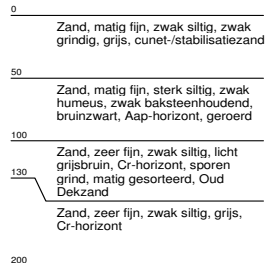 0
Zand, matig fijn, zwak siltig, zwak
grindig, grijs, cunet-/stabilisatiezand
50
Zand, matig fijn, sterk siltig, zwak
humeus, zwak baksteenhoudend,
bruinzwart, Aap-horizont, geroerd
100
Zand, zeer fijn, zwak siltig, licht
grijsbruin, Cr-horizont, sporen
grind, matig gesorteerd, Oud
Dekzand
130
Zand, zeer fijn, zwak siltig, grijs,
Cr-horizont
200